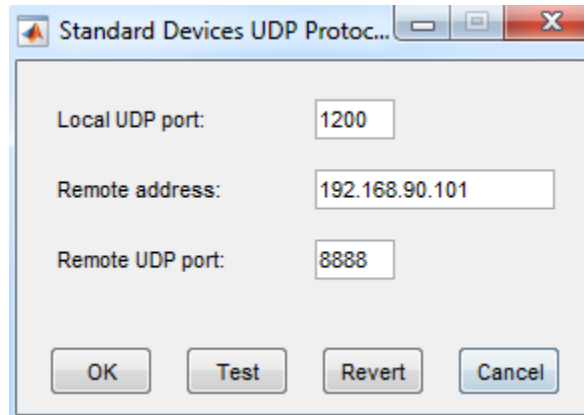 Standard Devices UDP Protoc...
Local UDP port: 1200
Remote address: 192.168.90.101
Remote UDP port: 8888
OK Test Revert Cancel